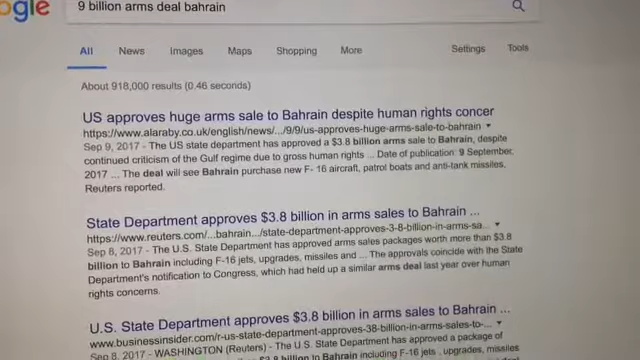 ogle
9 billion arms deal bahrain
All News Images Maps Shopping More Settings Tools
About 918,000 results (0.46 seconds)
US approves huge arms sale to Bahrain despite human rights concer
https://www.alaraby.co.uk/english/news/.../9/9/us-approves-huge-arms-sale-to-bahrain
Sep 9, 2017 - The US state department has approved a $3.8 billion arms sale to Bahrain, despite
continued criticism of the Gulf regime due to gross human rights ... Date of publication: 9 September,
2017 ... The deal will see Bahrain purchase new F- 16 aircraft, patrol boats and anti-tank missiles,
Reuters reported.
State Department approves $3.8 billion in arms sales to Bahrain ...
https://www.reuters.com/...bahrain.../state-department-approves-3-8-billion-in-arms-sa...
Sep 8, 2017 - The U.S. State Department has approved arms sales packages worth more than $3.8
billion to Bahrain including F-16 jets, upgrades, missiles and ... The approvals coincide with the State
Department's notification to Congress, which had held up a similar arms deal last year over human
rights concerns.
U.S. State Department approves $3.8 billion in arms sales to Bahrain ...
www.businessinsider.com/r-us-state-department-approves-38-billion-in-arms-sales-to-...
Sep 8, 2017 - WASHINGTON (Reuters) - The U.S. State Department has approved a package of
$3.8 billion to Bahrain including F-16 jets, upgrades, missiles